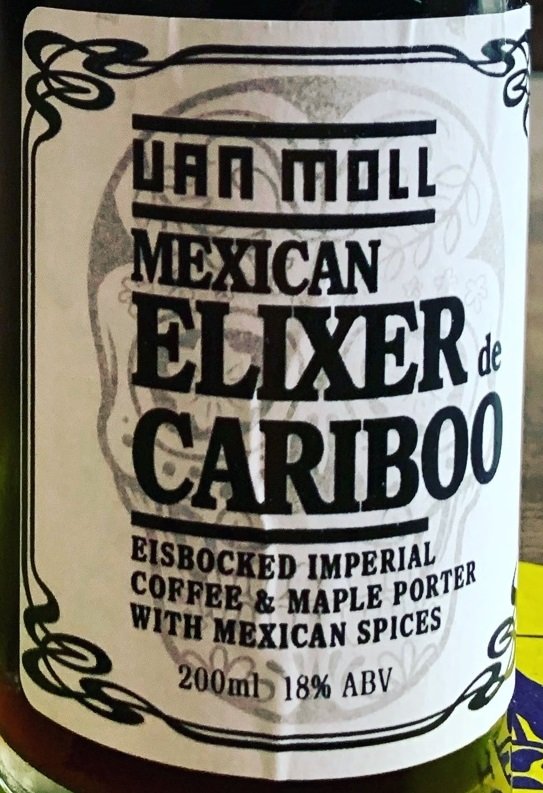 VAN MOLL
MEXICAN
ELIXER de
CARIBOO
EISBOCKED IMPERIAL
COFFEE & MAPLE PORTER
WITH MEXICAN SPICES
200ml 18% ABV